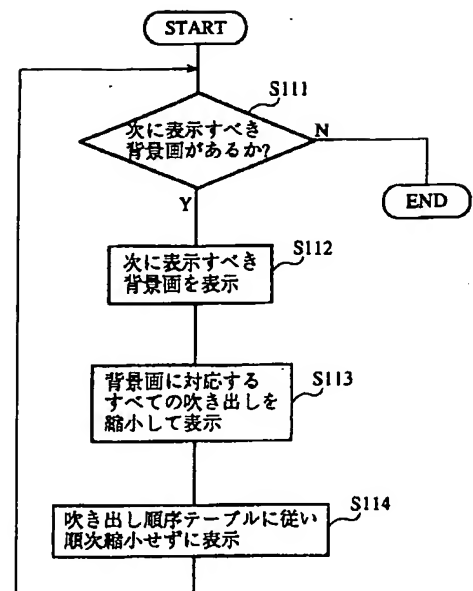 START
S111
次に表示すべき
背景画があるか?
N
Y
END
S112
次に表示すべき
背景画を表示
S113
背景画に対応する
すべての吹き出しを
縮小して表示
S114
吹き出し順序テーブルに従い
順次縮小せずに表示